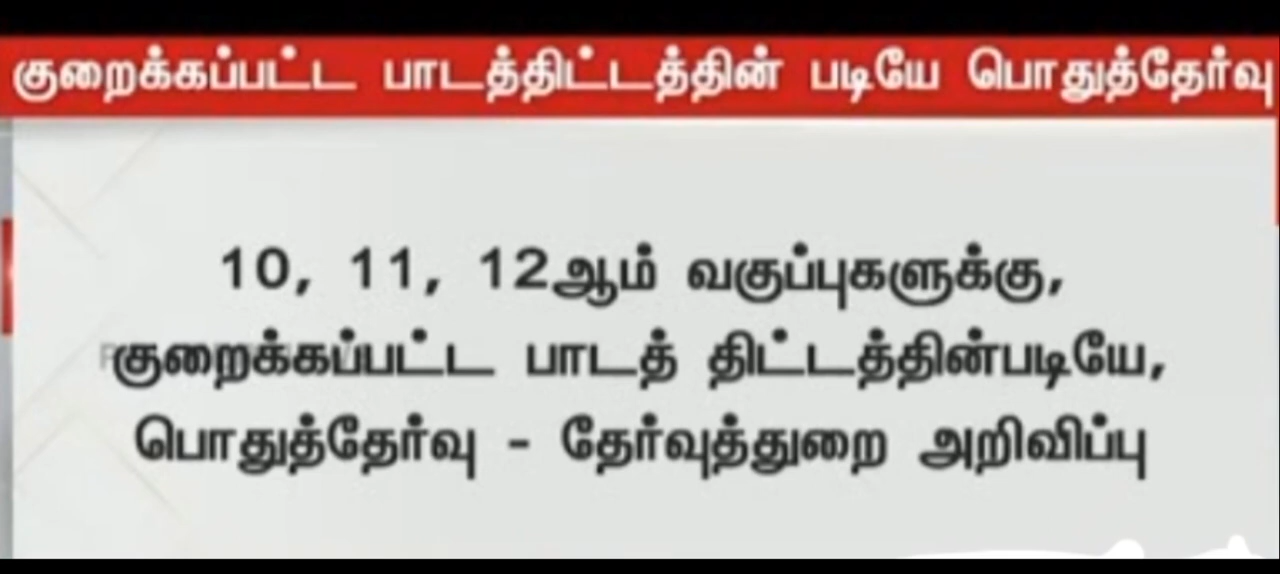 குறைக்கப்பட்ட பாடத்திட்டத்தின் படியே பொதுத்தேர்வு
10, 11, 12ஆம் வகுப்புகளுக்கு,
குறைக்கப்பட்ட பாடத் திட்டத்தின்படியே,
பொதுத்தேர்வு - தேர்வுத்துறை அறிவிப்பு